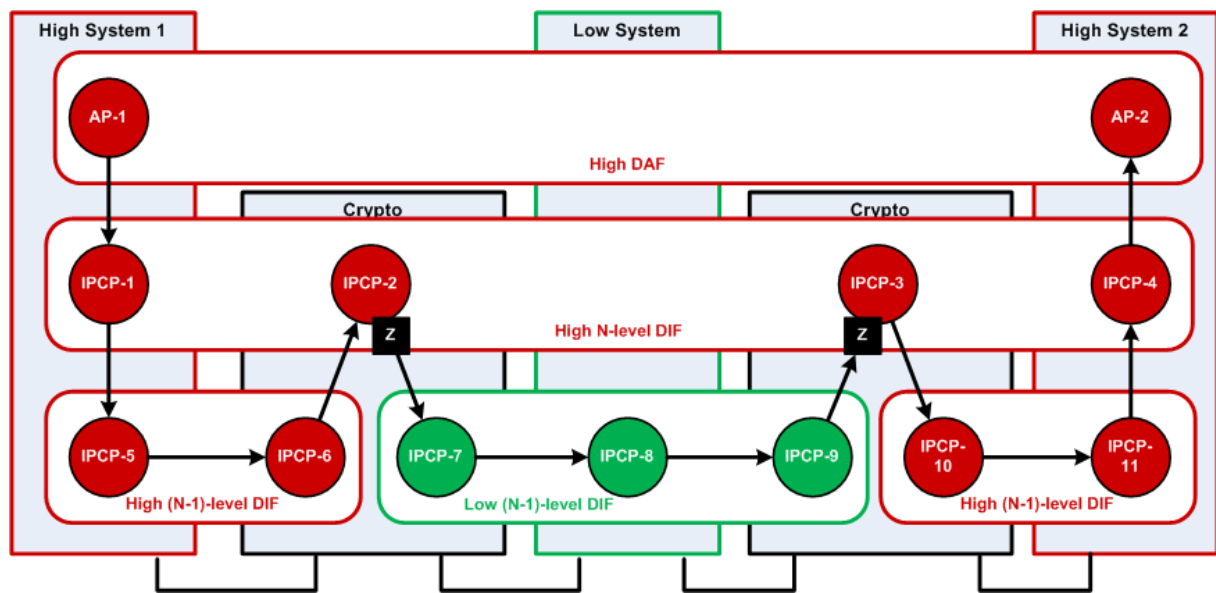 High System 1
Low System
High System 2
AP-1
AP-2
High DAF
Crypto
Crypto
IPCP-1
IPCP-2
IPCP-3
IPCP-4
Z
High N-level DIF
Z
IPCP-5
IPCP-6
IPCP-7
IPCP-8
IPCP-9
IPCP-
10
IPCP-
11
High (N-1)-level DIF
Low (N-1)-level DIF
High (N-1)-level DIF